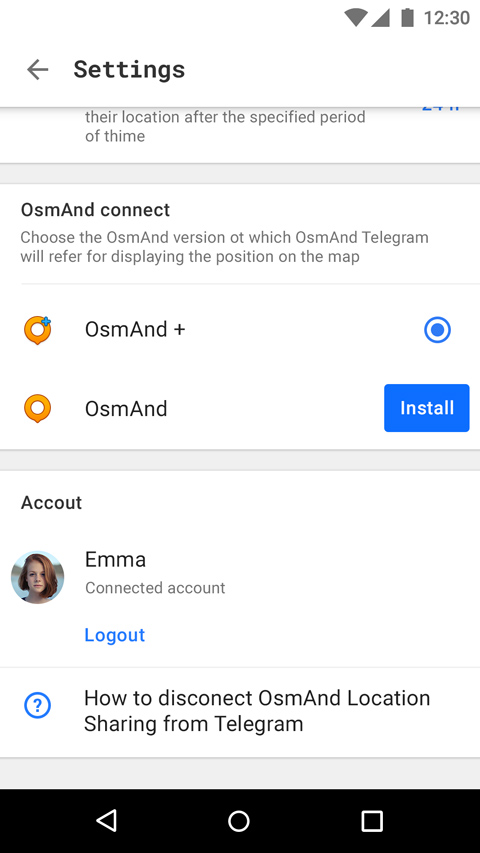 12:30
Settings
their location after the specified period
of thime
OsmAnd connect
Choose the OsmAnd version ot which OsmAnd Telegram
will refer for displaying the position on the map
OsmAnd +
OsmAnd
Install
Accout
Emma
Connected account
Logout
How to disconect OsmAnd Location
Sharing from Telegram